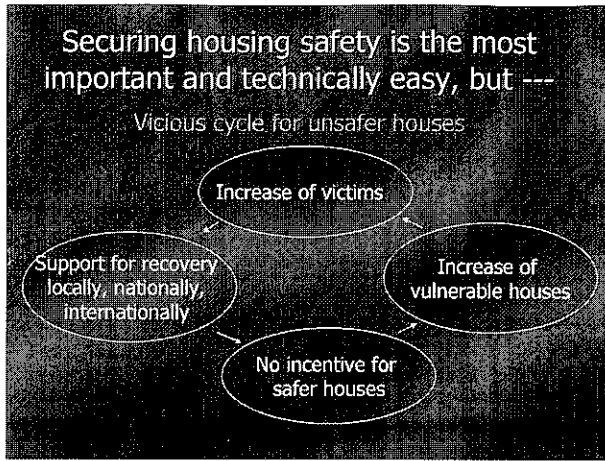 Securing housing safety is the most
important and technically easy, but ---
Vicious cycle for unsafer houses
Increase of victims
Support for recovery
locally, nationally,
internationally
Increase of
vulnerable houses
No incentive for
safer houses